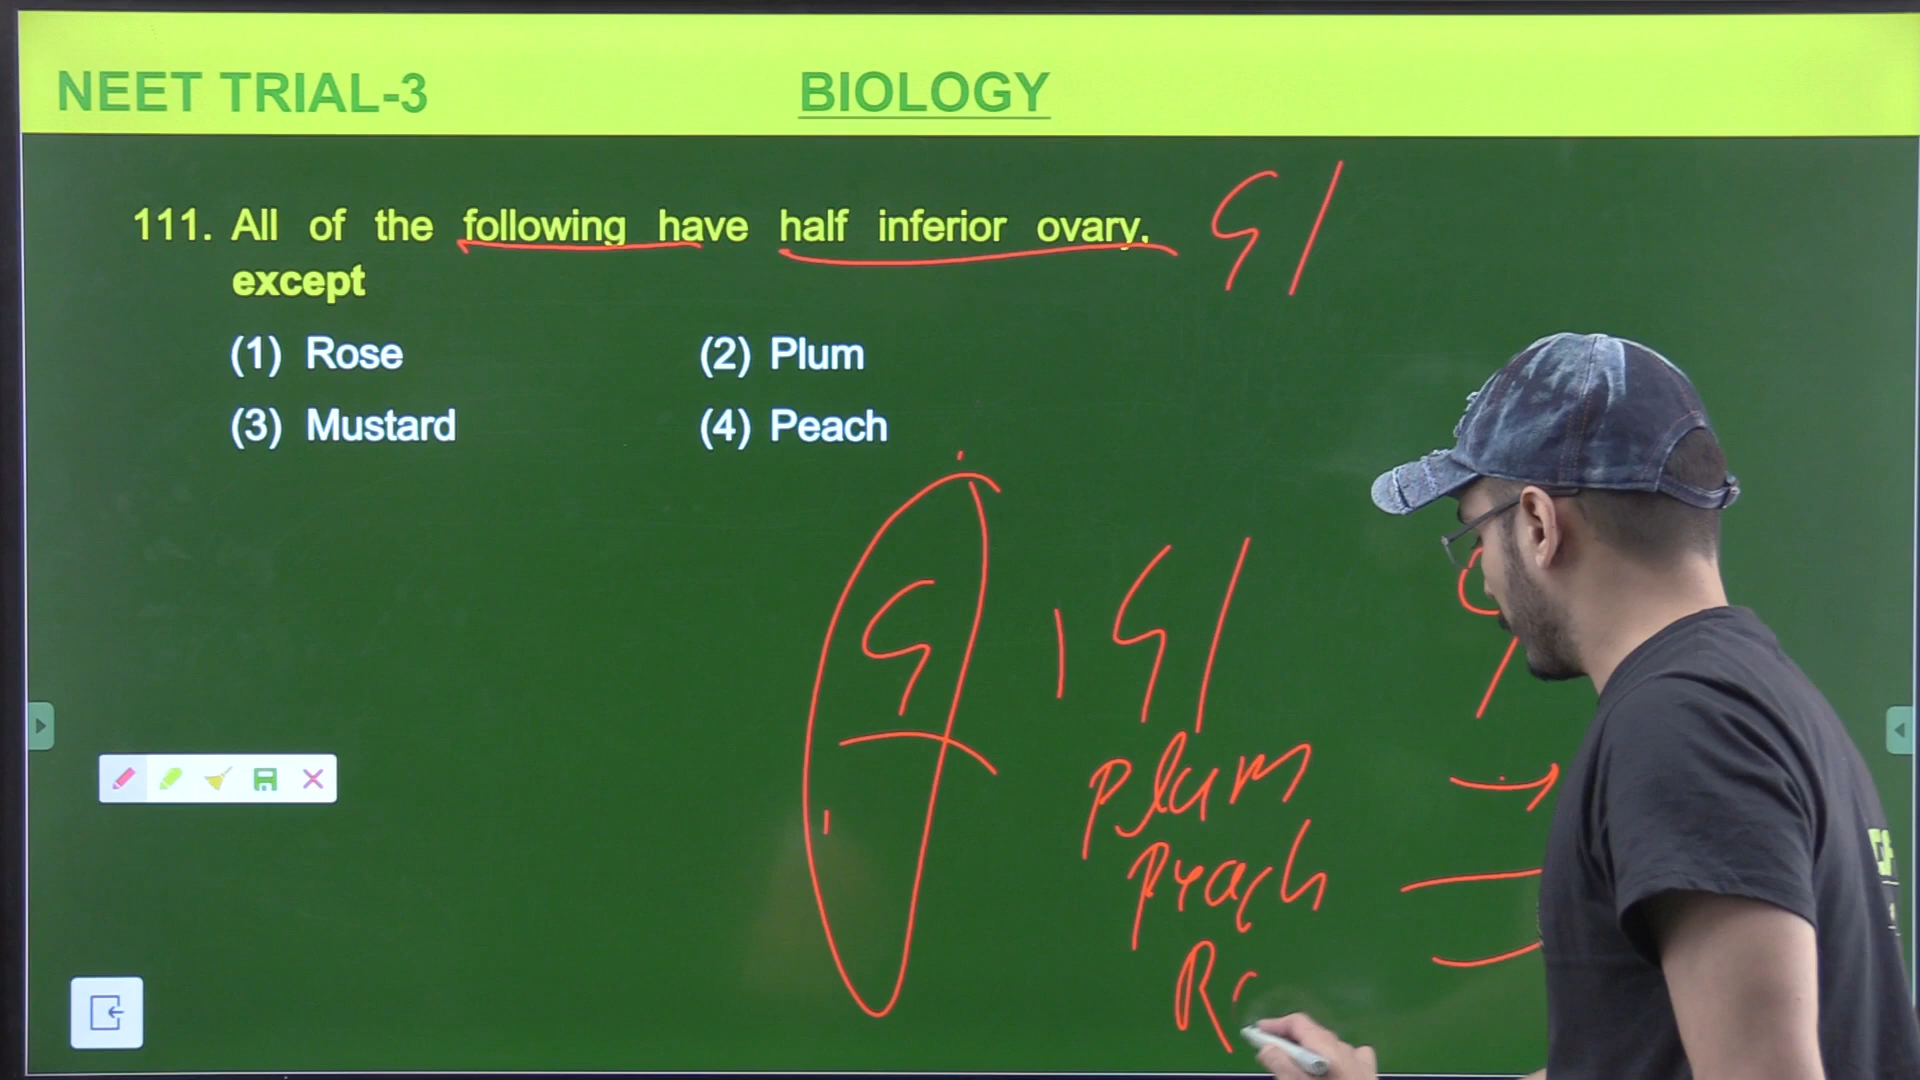 NEET TRIAL-3 BIOLOGY
111. All of the following have half inferior ovary,
except
(1) Rose (2) Plum
(3) Mustard (4) Peach
G G G
plum
peach
R